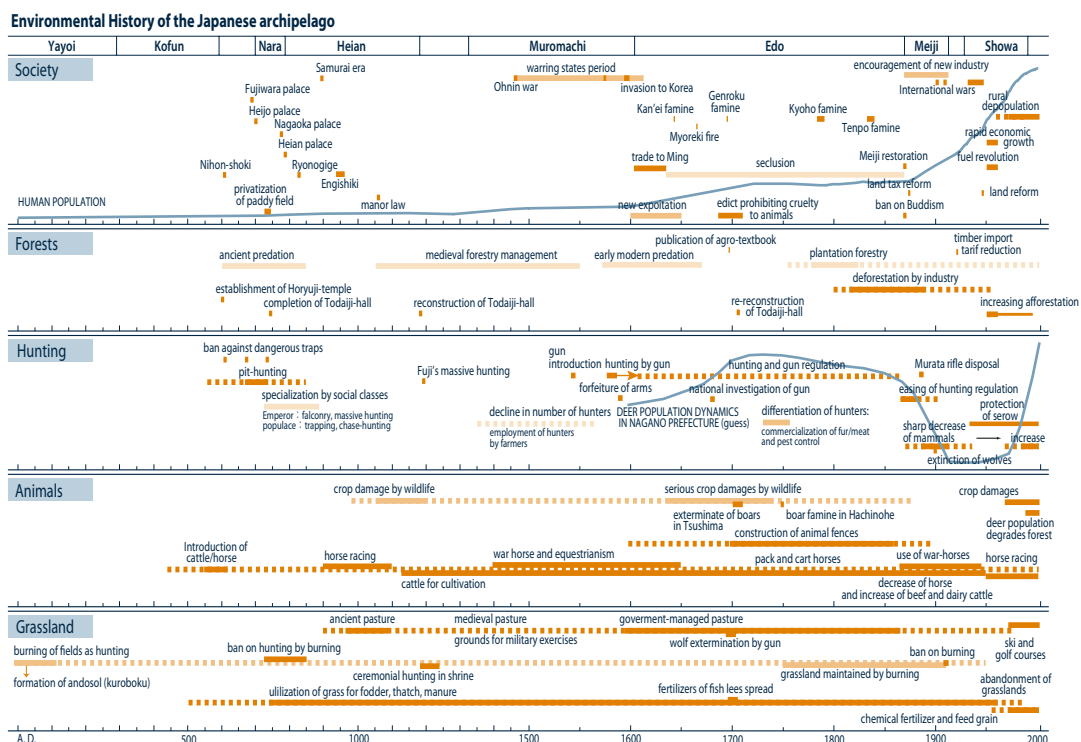 Environmental History of the Japanese archipelago
Yayoi Kofun Nara Heian Muromachi Edo Meiji Showa
Society
Samurai era
warring states period
encouragement of new industry
Ohnin war
invasion to Korea
International wars
Fujiwara palace
Genroku
famine
rural
depopulation
Heijo palace
Kan'ei famine
Kyoho famine
Nagaoka palace
Myoreki fire
Tenpo famine
rapid economic
growth
Heian palace
Nihon-shoki
Ryonogige
trade to Ming
seclusion
Meiji restoration
fuel revolution
Engishiki
privatization
of paddy field
land tax reform
land reform
HUMAN POPULATION
manor law
new expoitation
edict prohibiting cruelty
to animals
ban on Buddism
Forests
publication of agro-textbook
timber import
tarif reduction
ancient predation
medieval forestry management
early modern predation
plantation forestry
deforestation by industry
establishment of Horyuji-temple
completion of Todaiji-hall
reconstruction of Todaiji-hall
re-reconstruction
of Todaiji-hall
increasing afforestation
Hunting
ban against dangerous traps
gun
introduction
hunting by gun
hunting and gun regulation
Murata rifle disposal
pit-hunting
Fuji's massive hunting
forfeiture of arms
national investigation of gun
easing of hunting regulation
specialization by social classes
Emperor : falconry, massive hunting
populace : trapping, chase-hunting
decline in number of hunters
DEER POPULATION DYNAMICS
IN NAGANO PREFECTURE (guess)
differentiation of hunters:
protection
of serow
employment of hunters
by farmers
commercialization of fur/meat
and pest control
sharp decrease
of mammals
increase
extinction of wolves
Animals
crop damage by wildlife
serious crop damages by wildlife
crop damages
exterminate of boars
in Tsushima
boar famine in Hachinohe
deer population
degrades forest
construction of animal fences
Introduction of
cattle/horse
horse racing
war horse and equestrianism
pack and cart horses
use of war-horses
horse racing
cattle for cultivation
decrease of horse
and increase of beef and dairy cattle
Grassland
ancient pasture
medieval pasture
goverment-managed pasture
grounds for military exercises
wolf extermination by gun
ski and
golf courses
burning of fields as hunting
ban on hunting by burning
ban on burning
formation of andosol (kuroboku)
ceremonial hunting in shrine
grassland maintained by burning
abandonment of
grasslands
ulilization of grass for fodder, thatch, manure
fertilizers of fish lees spread
chemical fertilizer and feed grain
A.D. 500 1000 1500 1600 1700 1800 1900 2000